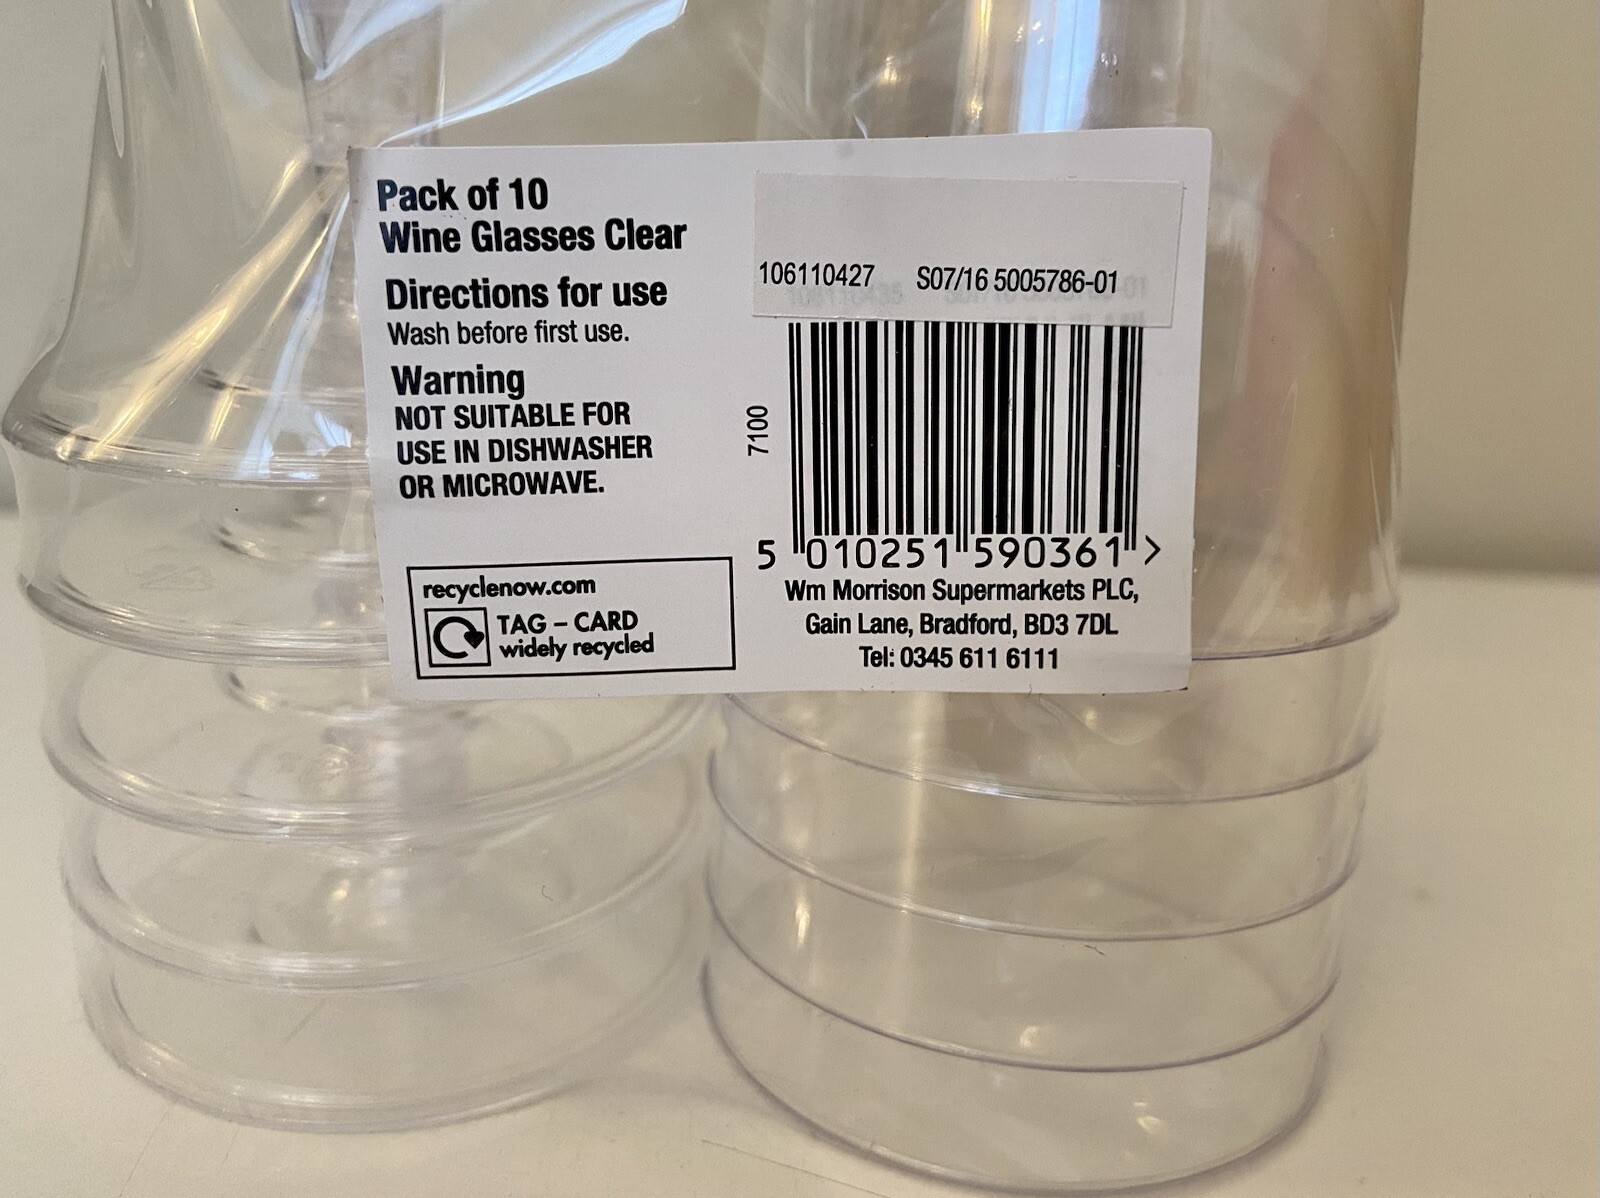 Pack of 10
Wine Glasses Clear
Directions for use
Wash before first use.
Warning
NOT SUITABLE FOR
USE IN DISHWASHER
OR MICROWAVE.
recyclenow.com
TAG – CARD
widely recycled
106110427 S07/16 5005786-01
7100
5 010251 590361 >
Wm Morrison Supermarkets PLC,
Gain Lane, Bradford, BD3 7DL
Tel: 0345 611 6111